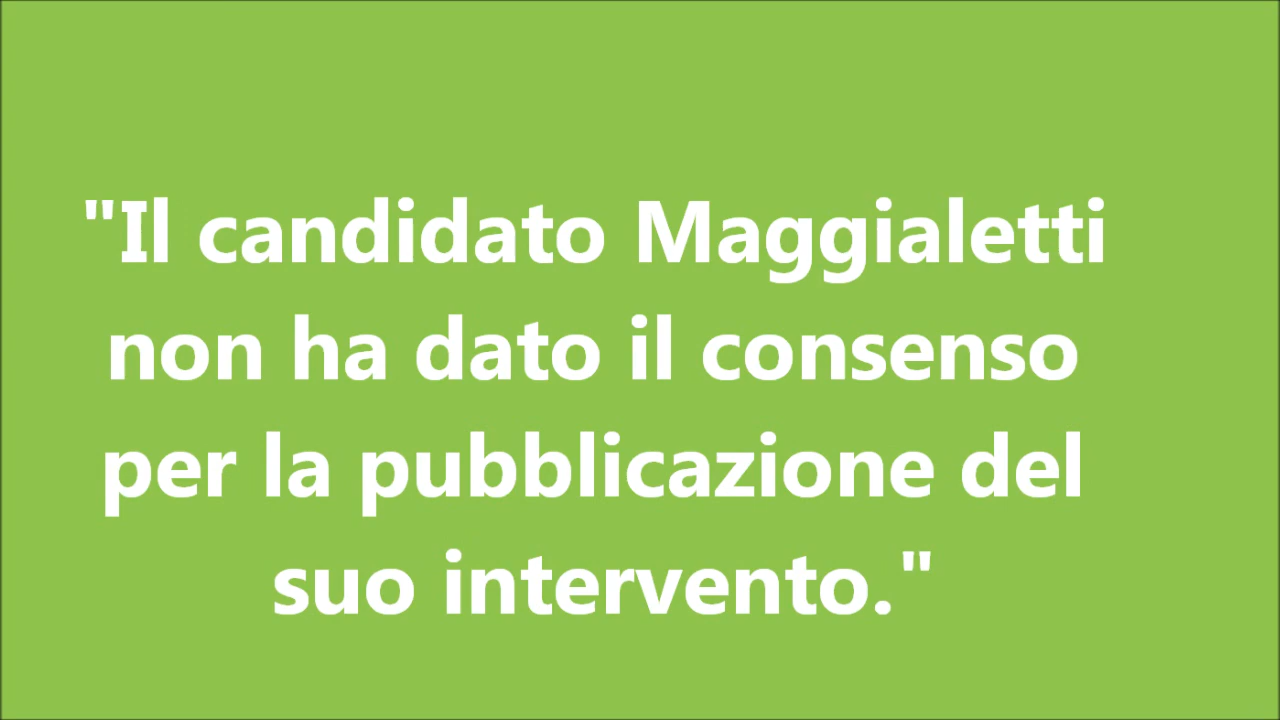 "Il candidato Maggialetti
non ha dato il consenso
per la pubblicazione del
suo intervento."